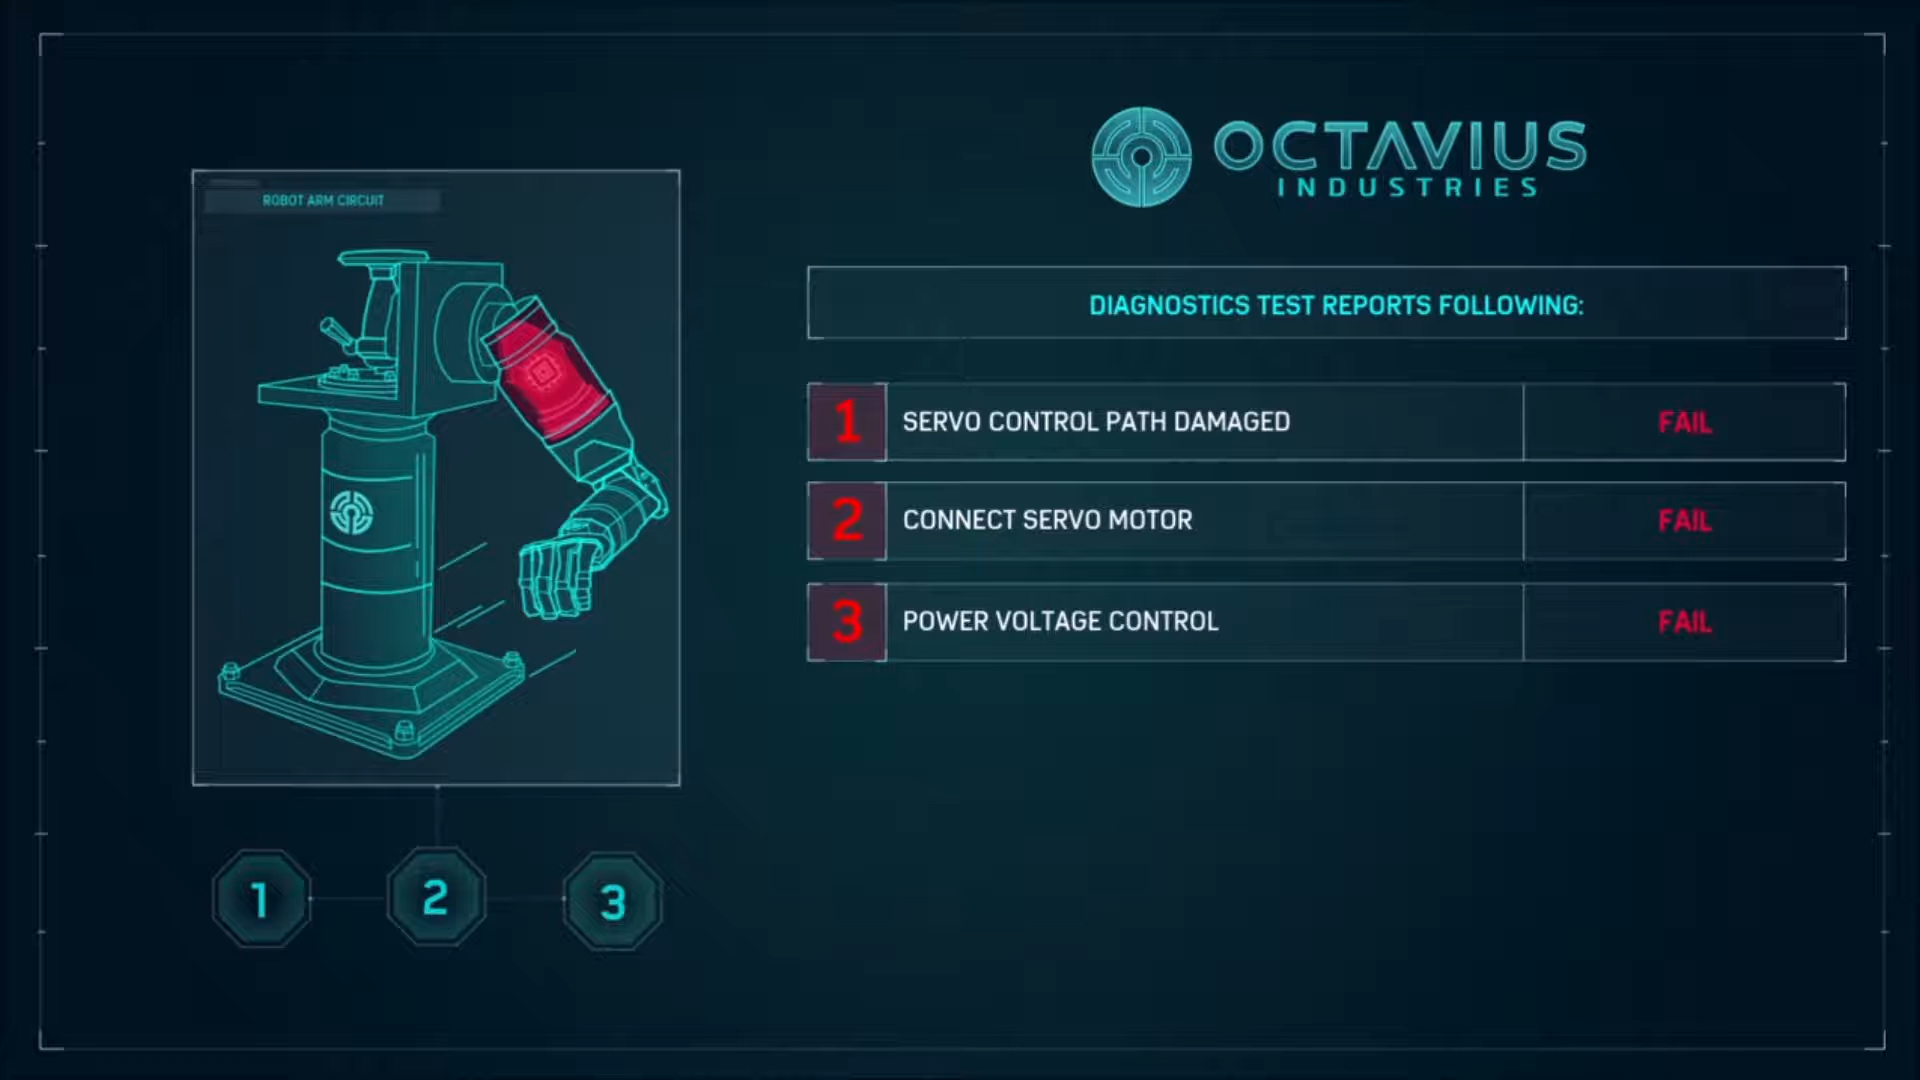 OCTAVIUS
INDUSTRIES
ROBOT ARM CIRCUIT
DIAGNOSTICS TEST REPORTS FOLLOWING:
1 SERVO CONTROL PATH DAMAGED FAIL
2 CONNECT SERVO MOTOR FAIL
3 POWER VOLTAGE CONTROL FAIL
1 2 3